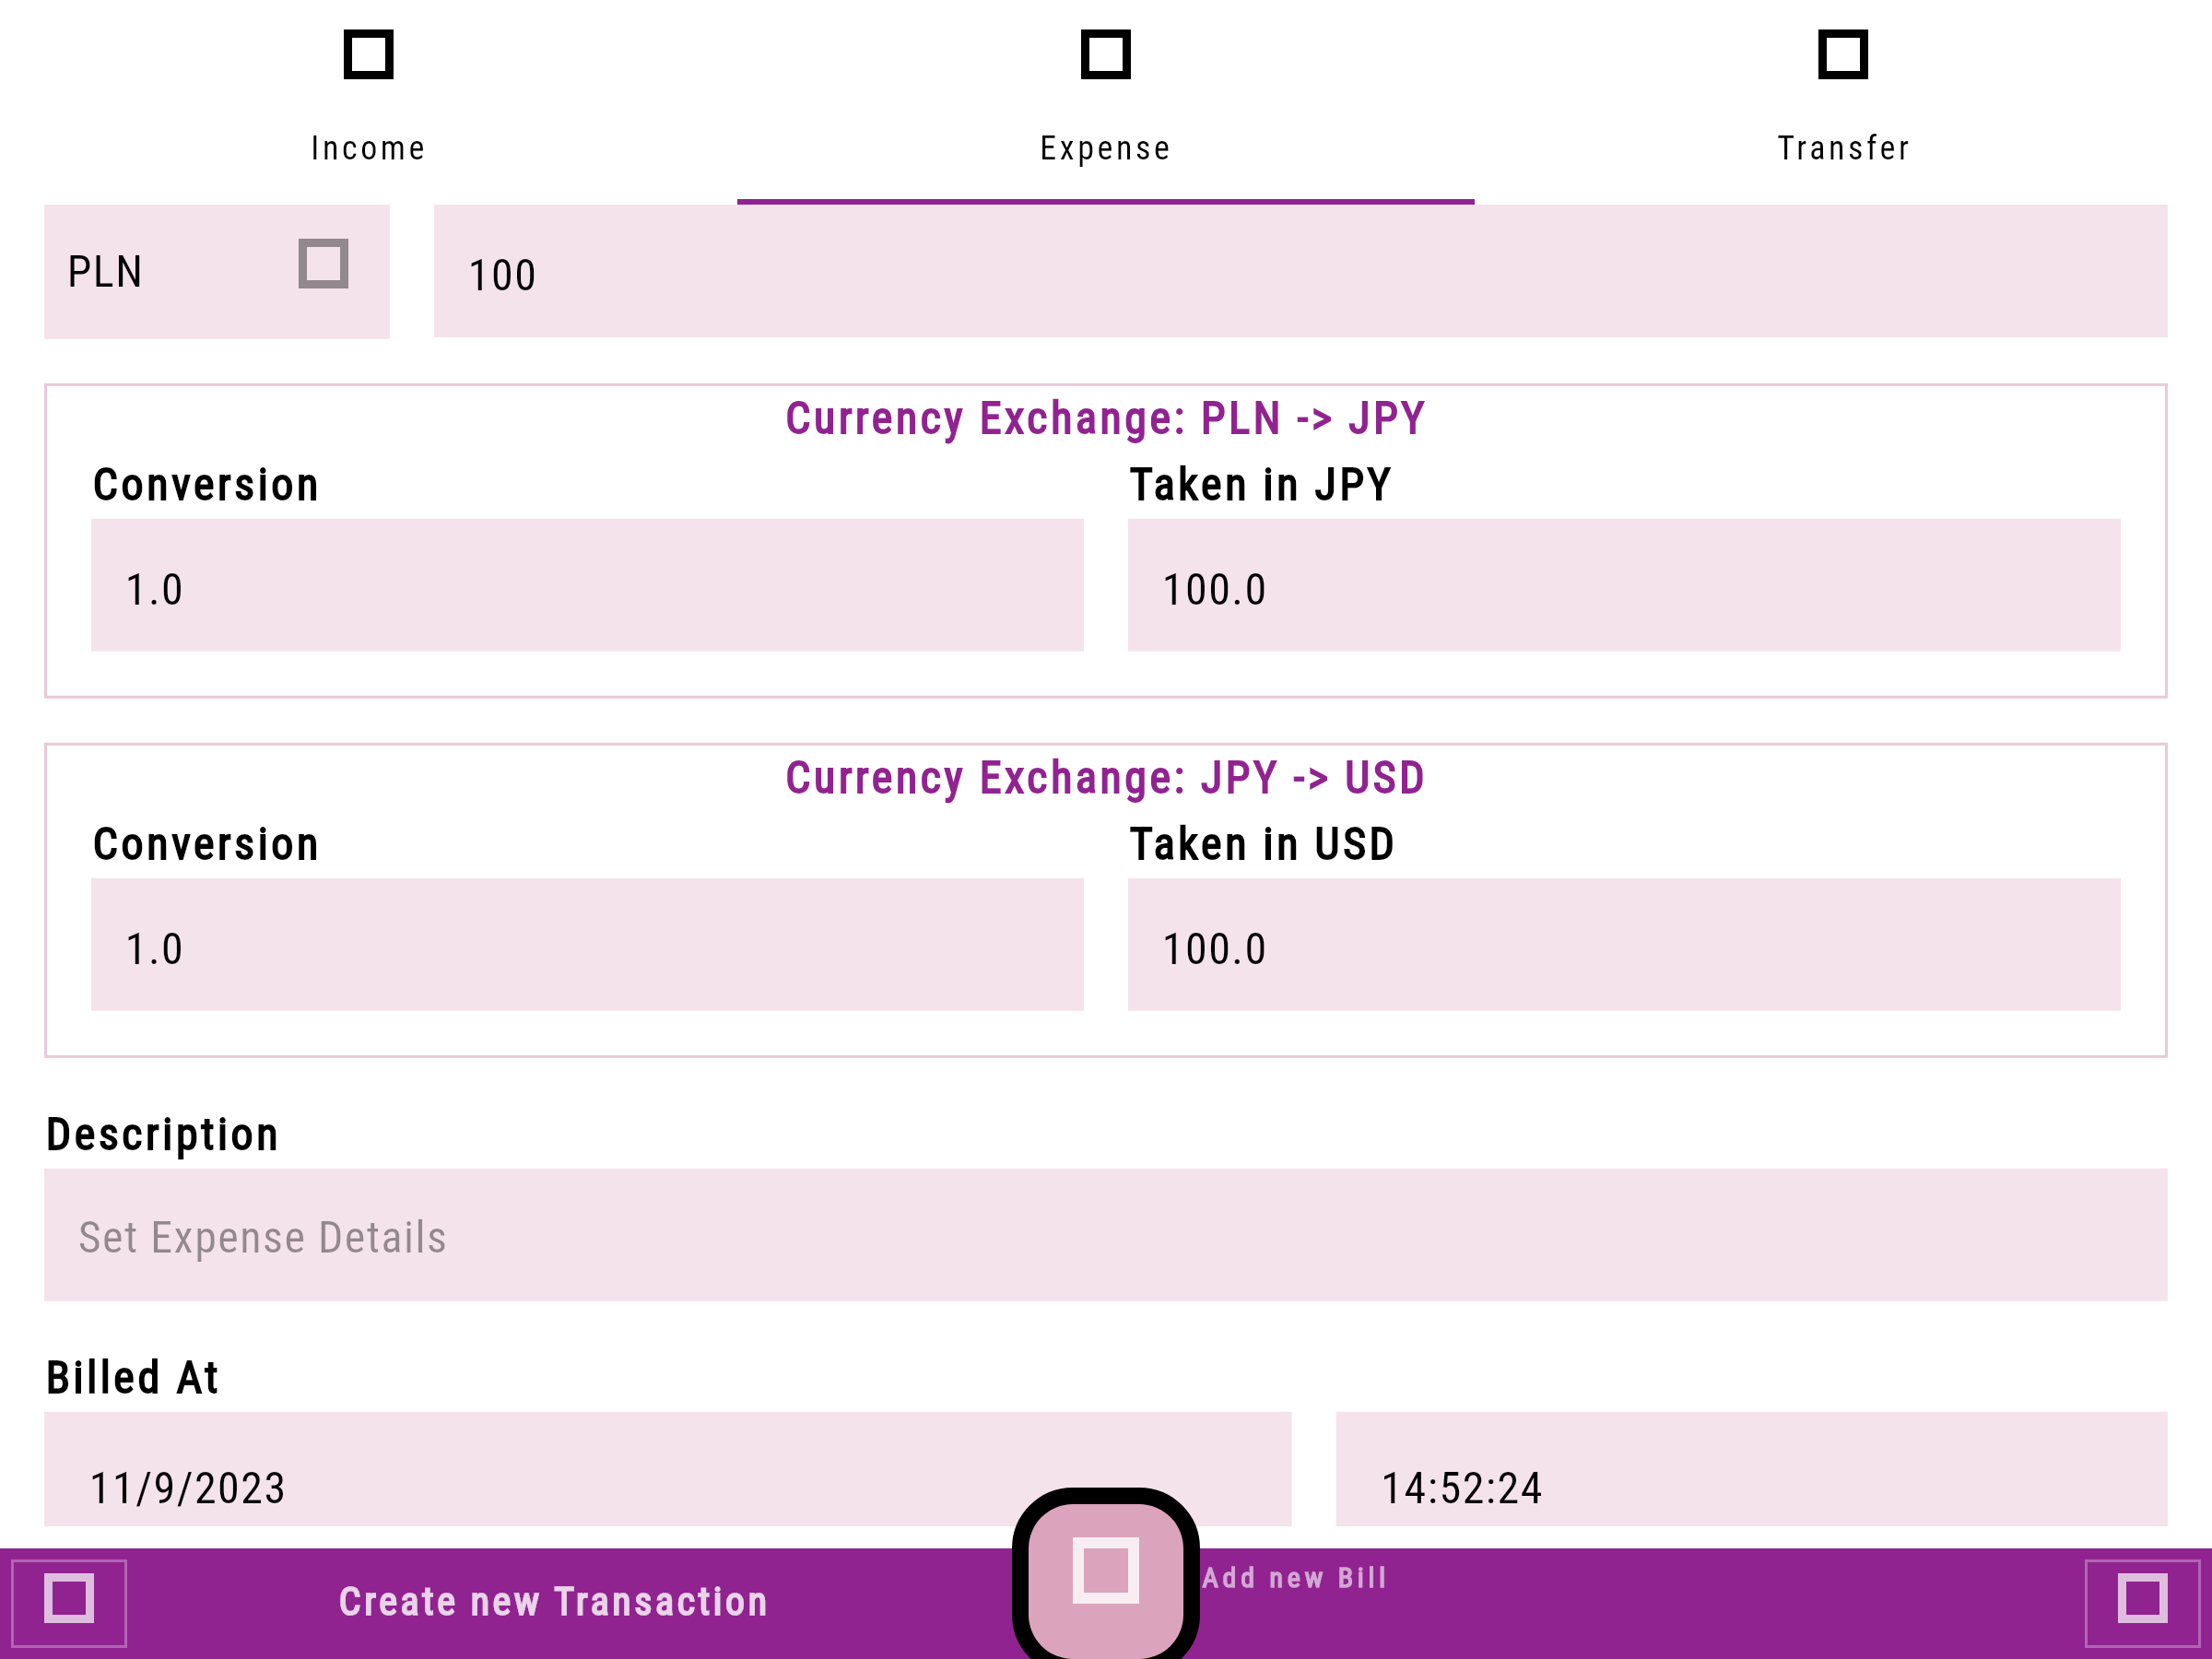 Income Expense Transfer
PLN 100
Currency Exchange: PLN -> JPY
Conversion Taken in JPY
1.0 100.0
Currency Exchange: JPY -> USD
Conversion Taken in USD
1.0 100.0
Description
Set Expense Details
Billed At
11/9/2023 14:52:24
Create new Transaction Add new Bill